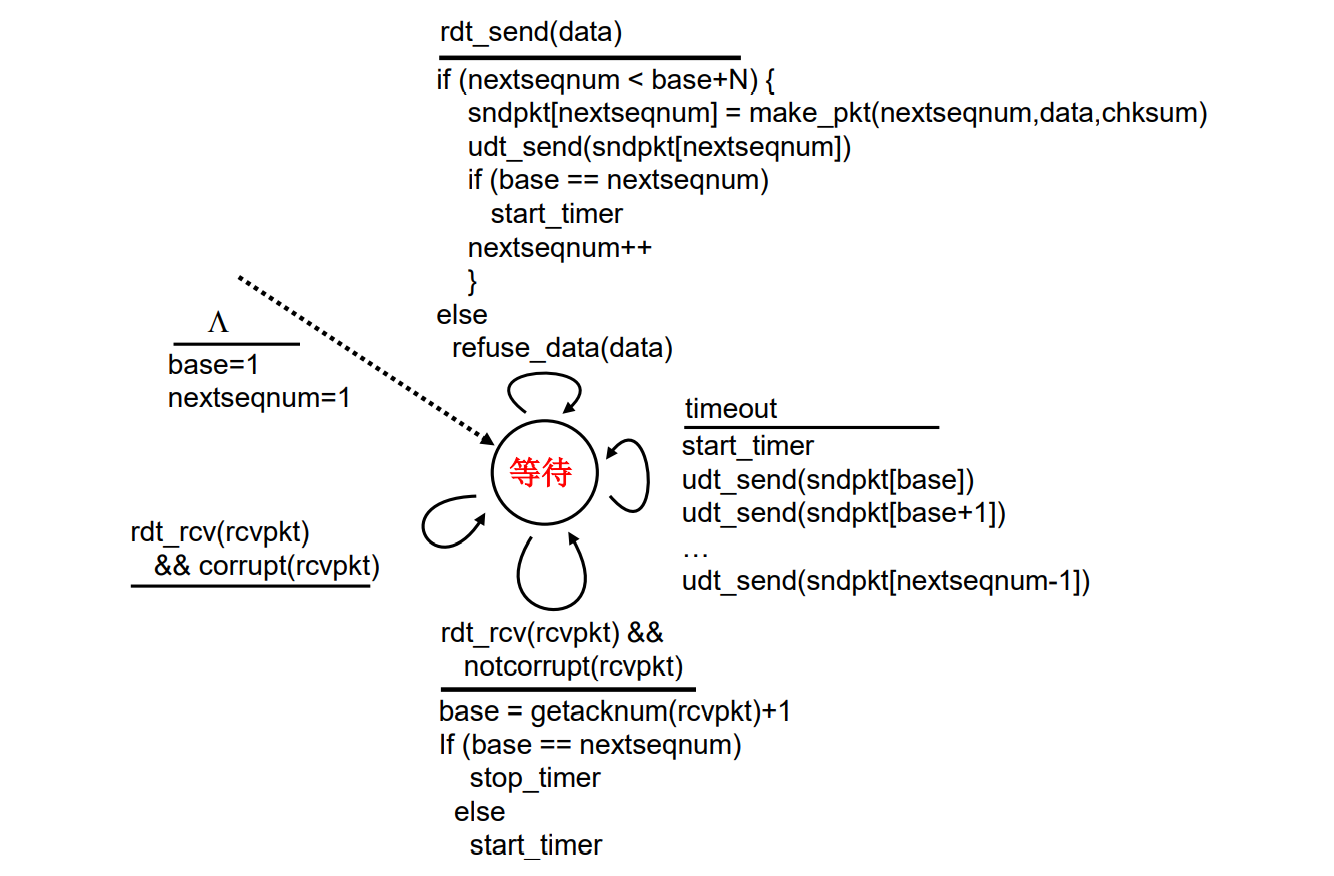 rdt_send(data)
if (nextseqnum < base+N) {
sndpkt[nextseqnum] = make_pkt(nextseqnum,data,chksum)
udt_send(sndpkt[nextseqnum])
if (base == nextseqnum)
start_timer
nextseqnum++
}
else
refuse_data(data)
Λ
base=1
nextseqnum=1
timeout
start_timer
udt_send(sndpkt[base])
udt_send(sndpkt[base+1])
…
udt_send(sndpkt[nextseqnum-1])
等待
rdt_rcv(rcvpkt)
&& corrupt(rcvpkt)
rdt_rcv(rcvpkt) &&
notcorrupt(rcvpkt)
base = getacknum(rcvpkt)+1
If (base == nextseqnum)
stop_timer
else
start_timer